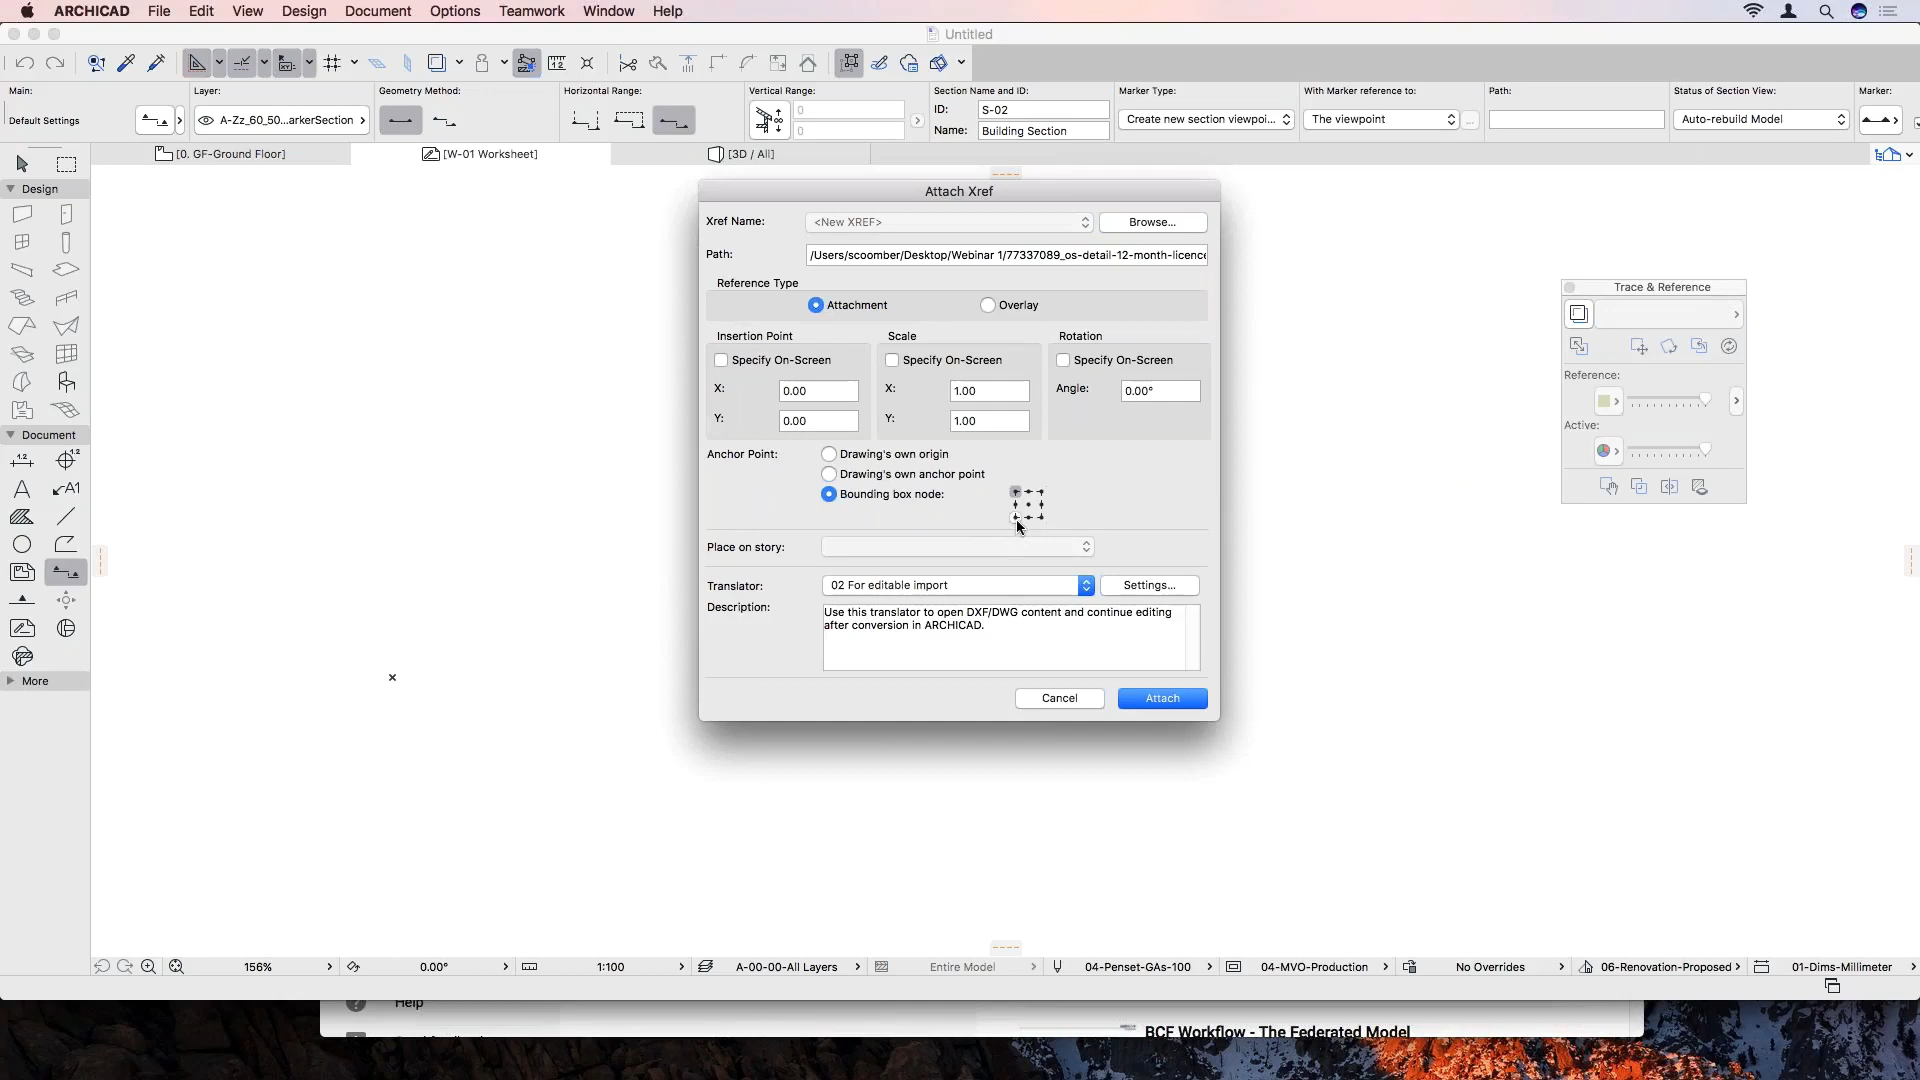 ARCHICAD File Edit View Design Document Options Teamwork Window Help
Untitled
Main: Layer: Geometry Method: Horizontal Range: Vertical Range: Section Name and ID: Marker Type: With Marker reference to: Path: Status of Section View: Marker:
Default Settings A-Zz_60_50...arkerSection 0 ID: S-02 Create new section viewpoi... The viewpoint ... Auto-rebuild Model
0 Name: Building Section
[0. GF-Ground Floor] [W-01 Worksheet] [3D / All]
Design
Document
More
Attach Xref
Xref Name: <New XREF> Browse...
Path: /Users/scoomber/Desktop/Webinar 1/77337089_os-detail-12-month-licence
Reference Type
Attachment Overlay
Insertion Point Scale Rotation
Specify On-Screen Specify On-Screen Specify On-Screen
X: 0.00 X: 1.00 Angle: 0.00°
Y: 0.00 Y: 1.00
Anchor Point: Drawing's own origin
Drawing's own anchor point
Bounding box node:
Place on story:
Translator: 02 For editable import Settings...
Description: Use this translator to open DXF/DWG content and continue editing
after conversion in ARCHICAD.
Cancel Attach
Trace & Reference
Reference:
Active:
156% 0.00° 1:100 A-00-00-All Layers Entire Model 04-Penset-GAs-100 04-MVO-Production No Overrides 06-Renovation-Proposed 01-Dims-Millimeter
Help
BCF Workflow - The Federated Model